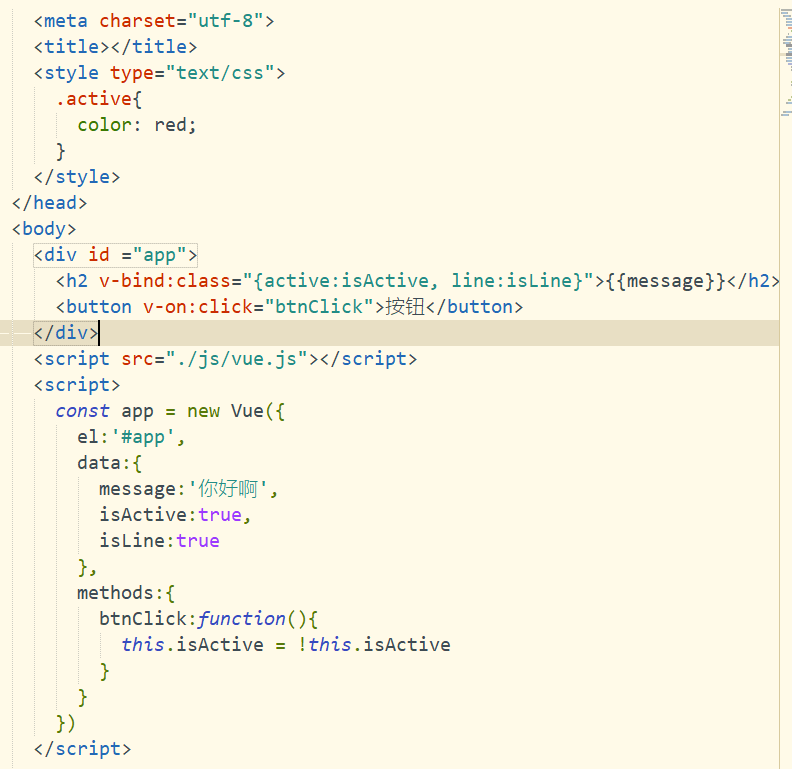 <meta charset="utf-8">
<title></title>
<style type="text/css">
.active{
color: red;
}
</style>
</head>
<body>
<div id ="app">
<h2 v-bind:class="{active:isActive, line:isLine}">{{message}}</h2>
<button v-on:click="btnClick">按钮</button>
</div>
<script src="./js/vue.js"></script>
<script>
const app = new Vue({
el:'#app',
data:{
message:'你好啊',
isActive:true,
isLine:true
},
methods:{
btnClick:function(){
this.isActive = !this.isActive
}
}
})
</script>